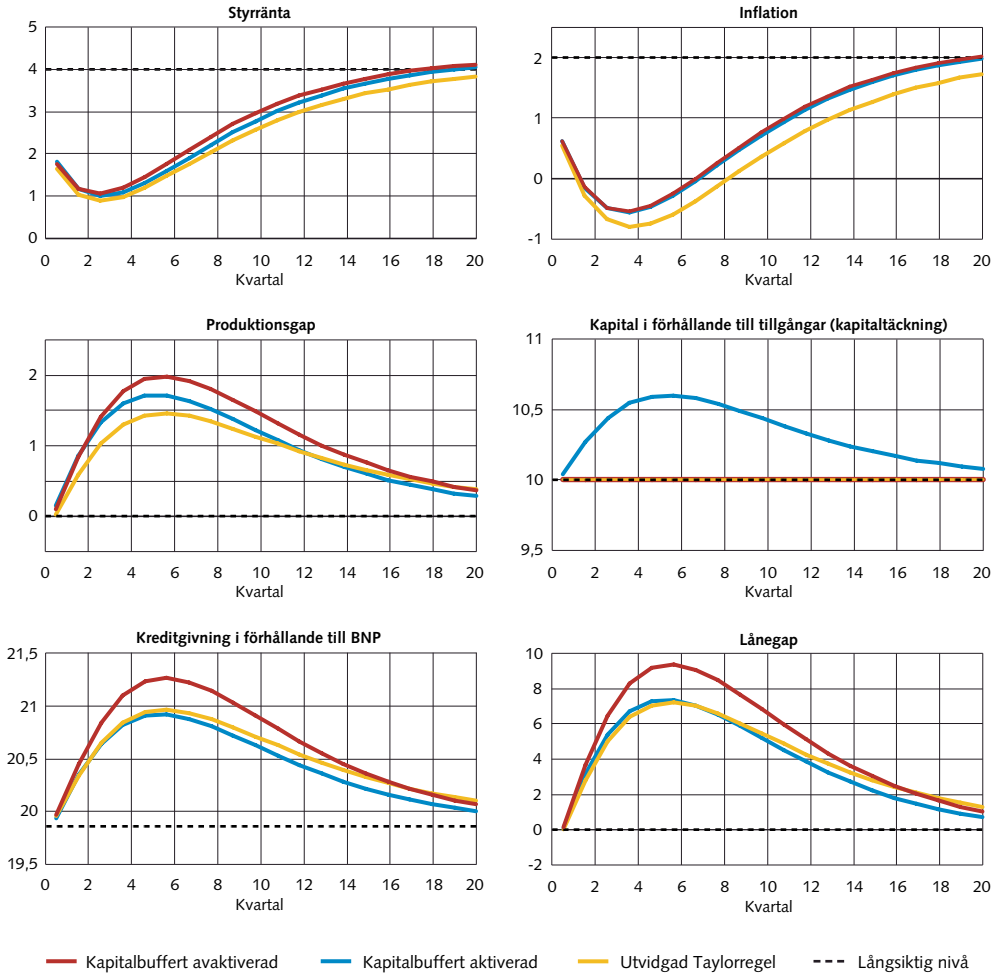 Styrränta
5
4
3
2
1
0
0 2 4 6 8 10 12 14 16 18 20
Kvartal
Inflation
2
1
0
-1
0 2 4 6 8 10 12 14 16 18 20
Kvartal
Produktionsgap
2
1
0
0 2 4 6 8 10 12 14 16 18 20
Kvartal
Kapital i förhållande till tillgångar (kapitaltäckning)
11
10,5
10
9,5
0 2 4 6 8 10 12 14 16 18 20
Kvartal
Kreditgivning i förhållande till BNP
21,5
21
20,5
20
19,5
0 2 4 6 8 10 12 14 16 18 20
Kvartal
Lånegap
10
8
6
4
2
0
-2
0 2 4 6 8 10 12 14 16 18 20
Kvartal
Kapitalbuffert avaktiverad Kapitalbuffert aktiverad Utvidgad Taylorregel Långsiktig nivå